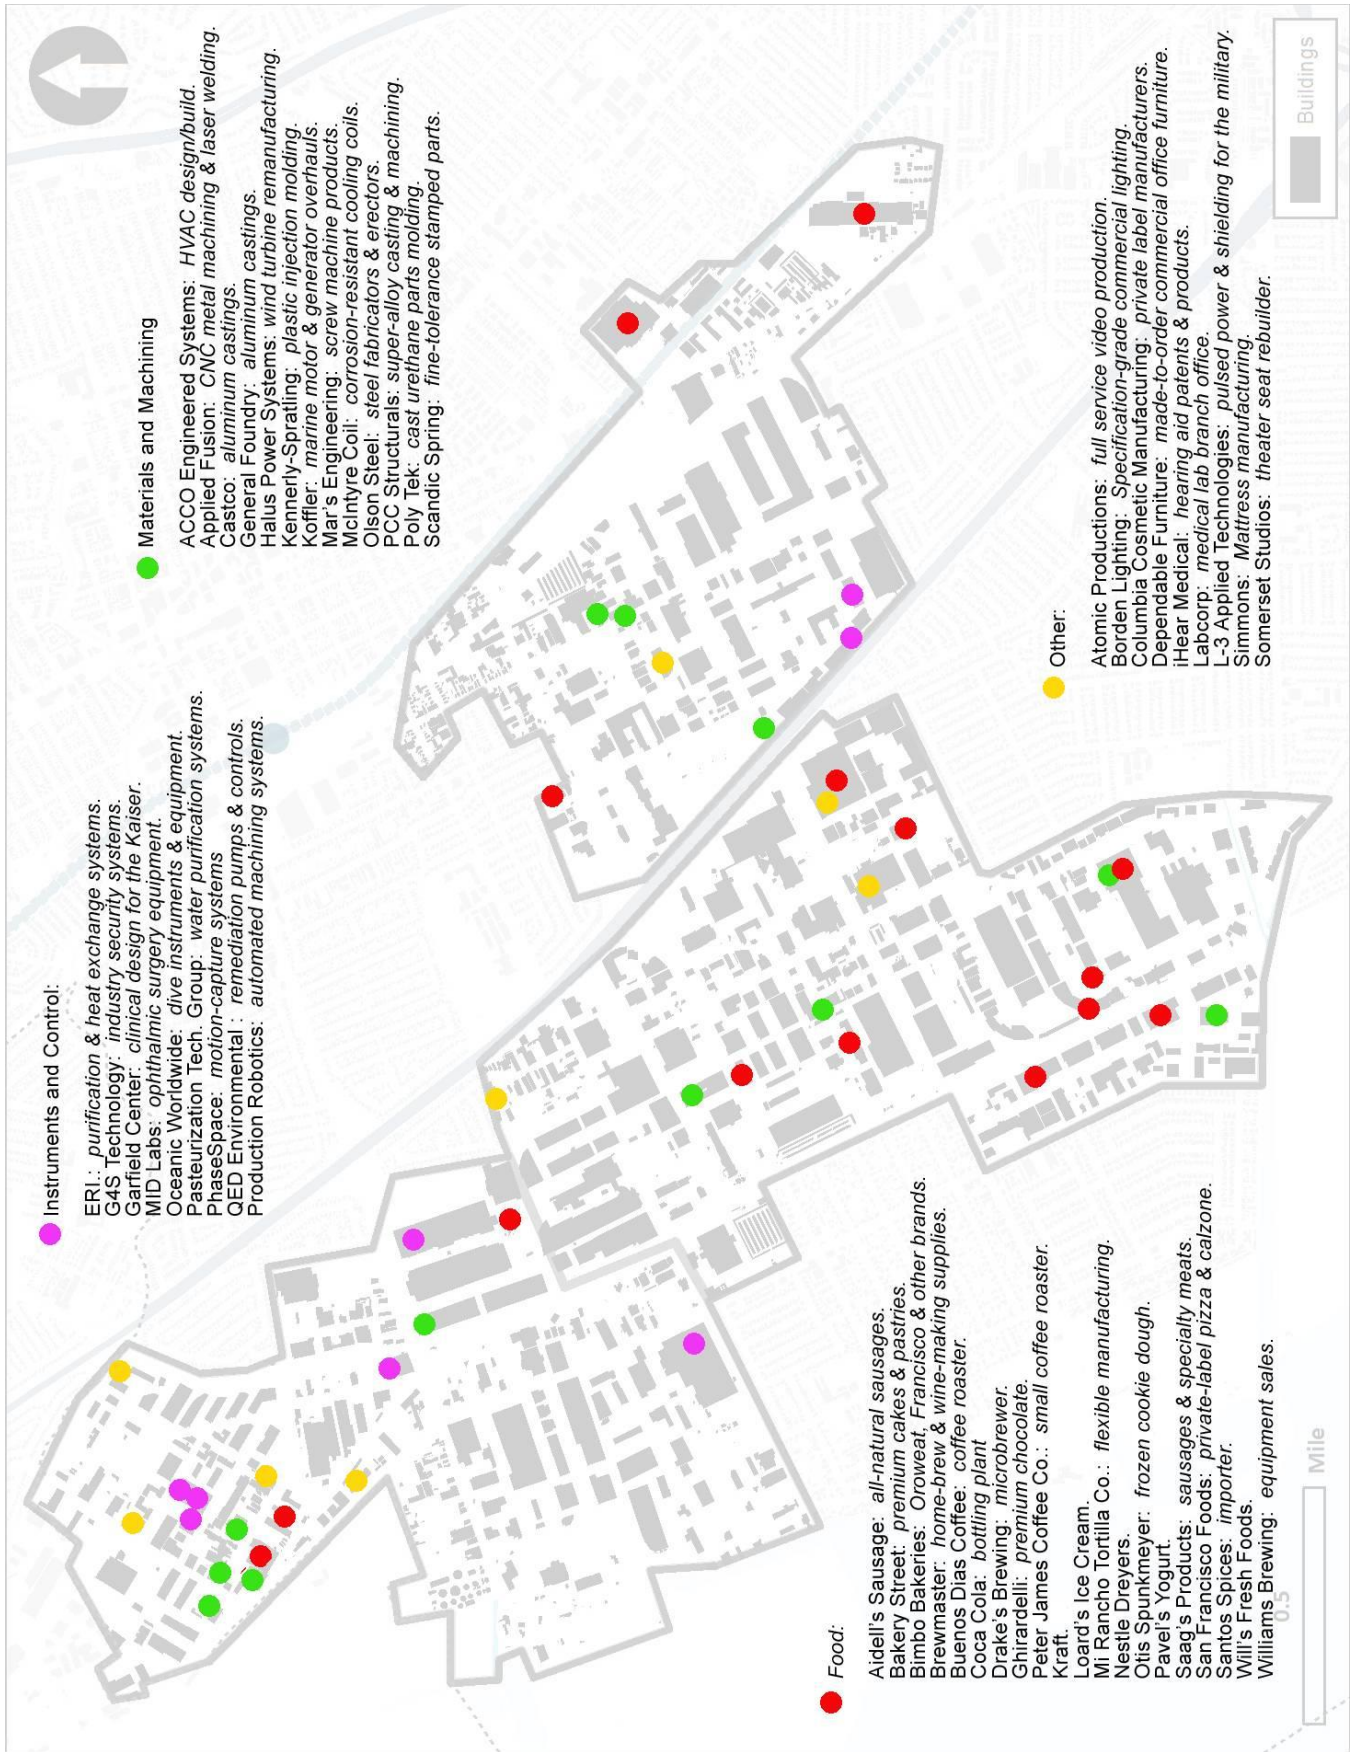 Instruments and Control:
ERI.: purification & heat exchange systems.
G4S Technology: industry security systems.
Garfield Center: clinical design for the Kaiser.
MID Labs: ophthalmic surgery equipment.
Oceanic Worldwide: dive instruments & equipment.
Pasteurization Tech. Group: water purification systems.
PhaseSpace: motion-capture systems
QED Environmental : remediation pumps & controls.
Production Robotics: automated machining systems.
Materials and Machining
ACCO Engineered Systems: HVAC design/build.
Applied Fusion: CNC metal machining & laser welding.
Castco: aluminum castings.
General Foundry: aluminum castings.
Halus Power Systems: wind turbine remanufacturing.
Kennerly-Spratling: plastic injection molding.
Koffler: marine motor & generator overhauls.
Mar's Engineering: screw machine products.
McIntyre Coil: corrosion-resistant cooling coils.
Olson Steel: steel fabricators & erectors.
PCC Structurals: super-alloy casting & machining.
Poly Tek: cast urethane parts molding.
Scandic Spring: fine-tolerance stamped parts.
Food:
Aidell's Sausage: all-natural sausages.
Bakery Street: premium cakes & pastries.
Bimbo Bakeries: Oroweat, Francisco & other brands.
Brewmaster: home-brew & wine-making supplies.
Buenos Dias Coffee: coffee roaster.
Coca Cola: bottling plant
Drake's Brewing: microbrewer.
Ghirardelli: premium chocolate.
Peter James Coffee Co.: small coffee roaster.
Kraft.
Loard's Ice Cream.
Mi Rancho Tortilla Co.: flexible manufacturing.
Nestle Dreyers.
Otis Spunkmeyer: frozen cookie dough.
Pavel's Yogurt.
Saag's Products: sausages & specialty meats.
San Francisco Foods: private-label pizza & calzone.
Santos Spices: importer.
Will's Fresh Foods.
Williams Brewing: equipment sales.
Other:
Atomic Productions: full service video production.
Borden Lighting: Specification-grade commercial lighting.
Columbia Cosmetic Manufacturing: private label manufacturers.
Dependable Furniture: made-to-order commercial office furniture.
iHear Medical: hearing aid patents & products.
Labcorp: medical lab branch office.
L-3 Applied Technologies: pulsed power & shielding for the military.
Simmons: Mattress manufacturing.
Somerset Studios: theater seat rebuilder.
0.5
Mile
Buildings